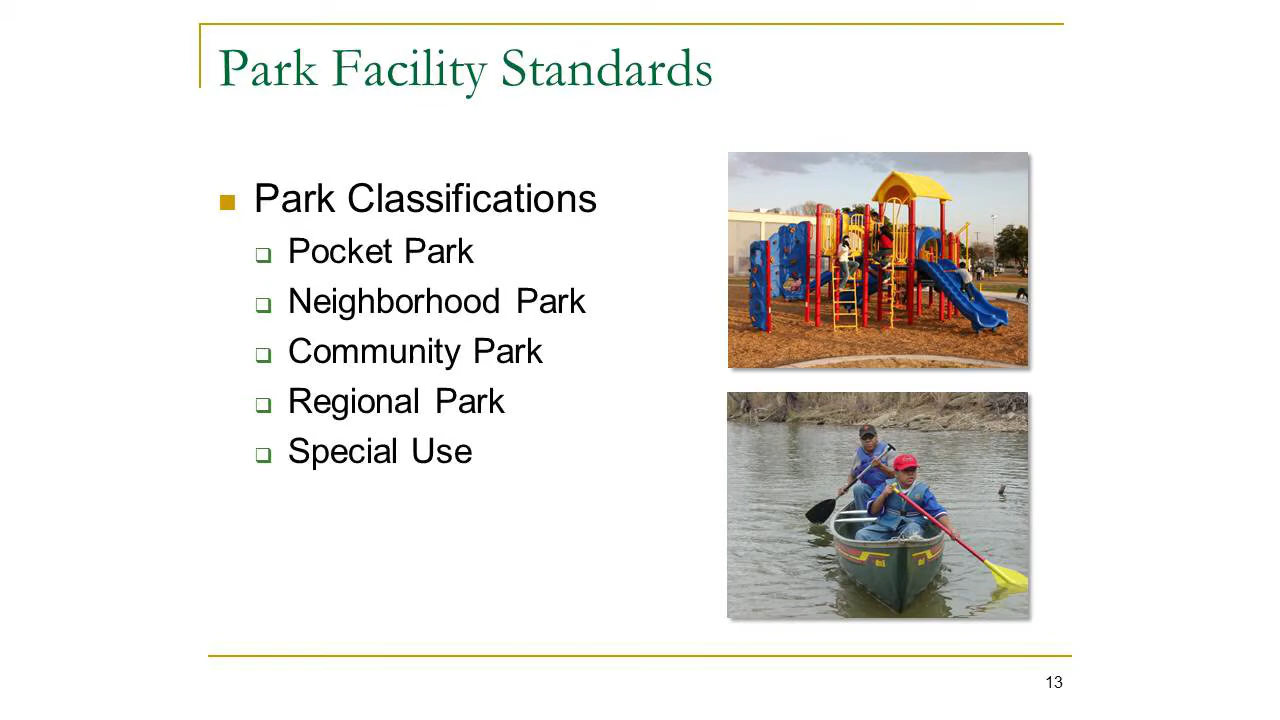 Park Facility Standards
Park Classifications
Pocket Park
Neighborhood Park
Community Park
Regional Park
Special Use
13